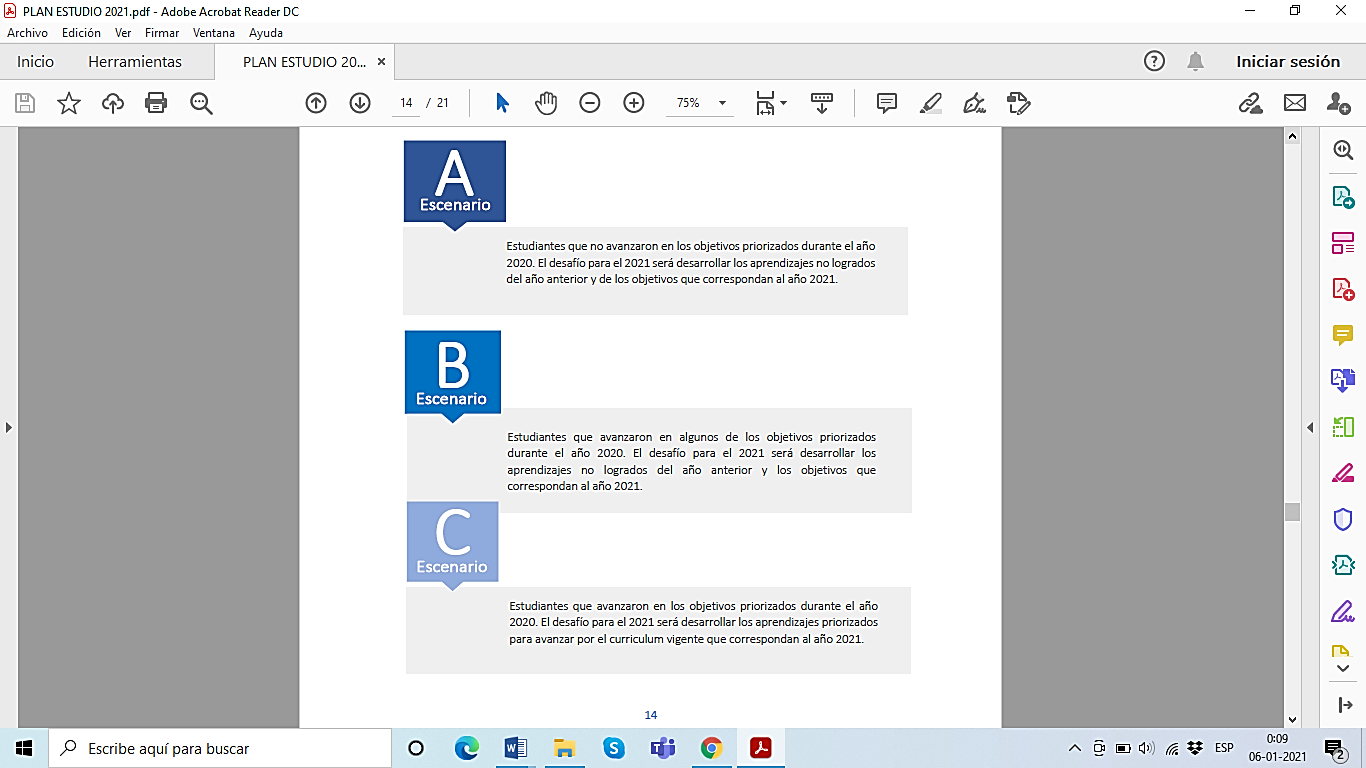 PLAN ESTUDIO 2021.pdf - Adobe Acrobat Reader DC
Archivo Edición Ver Firmar Ventana Ayuda
Inicio Herramientas PLAN ESTUDIO 20... × Iniciar sesión
14 / 21 75%
A
Escenario
Estudiantes que no avanzaron en los objetivos priorizados durante el año
2020. El desafío para el 2021 será desarrollar los aprendizajes no logrados
del año anterior y de los objetivos que correspondan al año 2021.
B
Escenario
Estudiantes que avanzaron en algunos de los objetivos priorizados
durante el año 2020. El desafío para el 2021 será desarrollar los
aprendizajes no logrados del año anterior y los objetivos que
correspondan al año 2021.
C
Escenario
Estudiantes que avanzaron en los objetivos priorizados durante el año
2020. El desafío para el 2021 será desarrollar los aprendizajes priorizados
para avanzar por el curriculum vigente que correspondan al año 2021.
14
Escribe aquí para buscar
ESP
0:09
06-01-2021
2